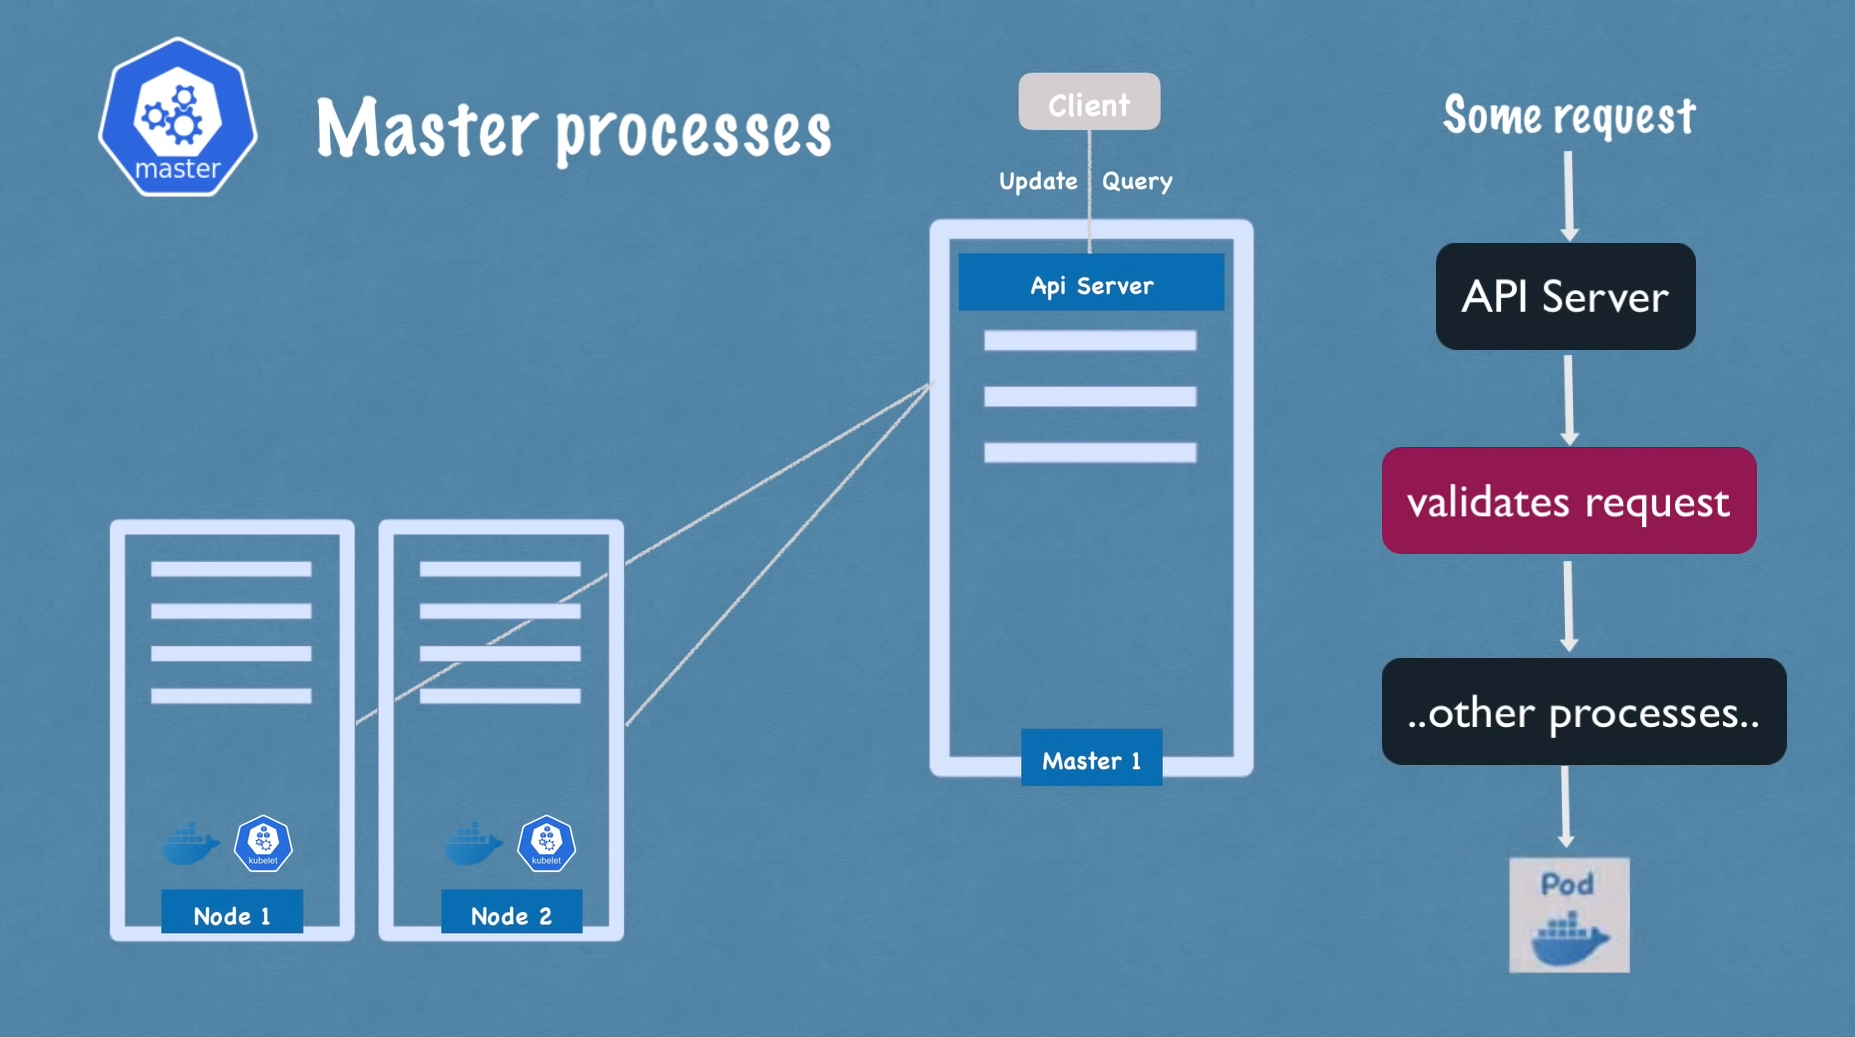 master
Master processes
Client
Update
Query
Api Server
Master 1
kubelet
Node 1
kubelet
Node 2
Some request
API Server
validates request
..other processes..
Pod